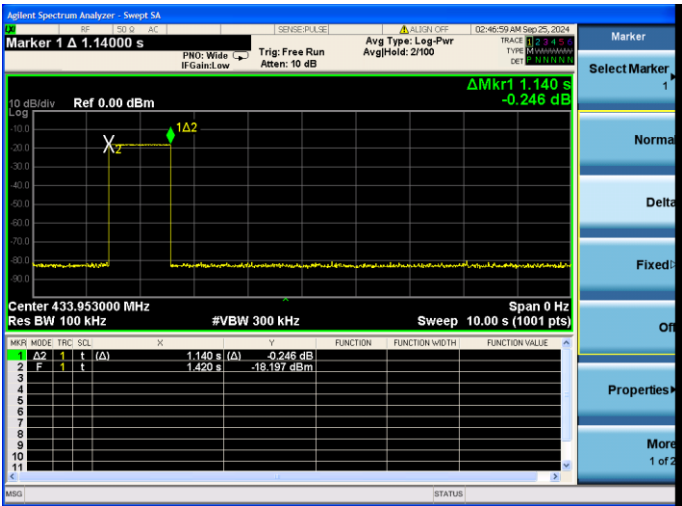 Agilent Spectrum Analyzer - Swept SA
RF 50 Ω AC SENSE:PULSE ALIGN OFF 02:46:59 AM Sep 25, 2024
Marker 1 Δ 1.14000 s
PNO: Wide
IFGain:Low
Trig: Free Run
Atten: 10 dB
Avg Type: Log-Pwr
Avg|Hold: 2/100
TRACE 1 2 3 4 5 6
TYPE M
DET P N N N N N
ΔMkr1 1.140 s
-0.246 dB
10 dB/div Ref 0.00 dBm
Log
-10.0
-20.0
-30.0
-40.0
-50.0
-60.0
-70.0
-80.0
-90.0
1Δ2
X2
Center 433.953000 MHz Span 0 Hz
Res BW 100 kHz #VBW 300 kHz Sweep 10.00 s (1001 pts)
MKR MODE TRC SCL X Y FUNCTION FUNCTION WIDTH FUNCTION VALUE
1 Δ2 1 t (Δ) 1.140 s (Δ) -0.246 dB
2 F 1 t 1.420 s -18.197 dBm
3
4
5
6
7
8
9
10
11
MSG STATUS
Marker
Select Marker
1
Norma
Delta
Fixed
Of
Properties
More
1 of 2